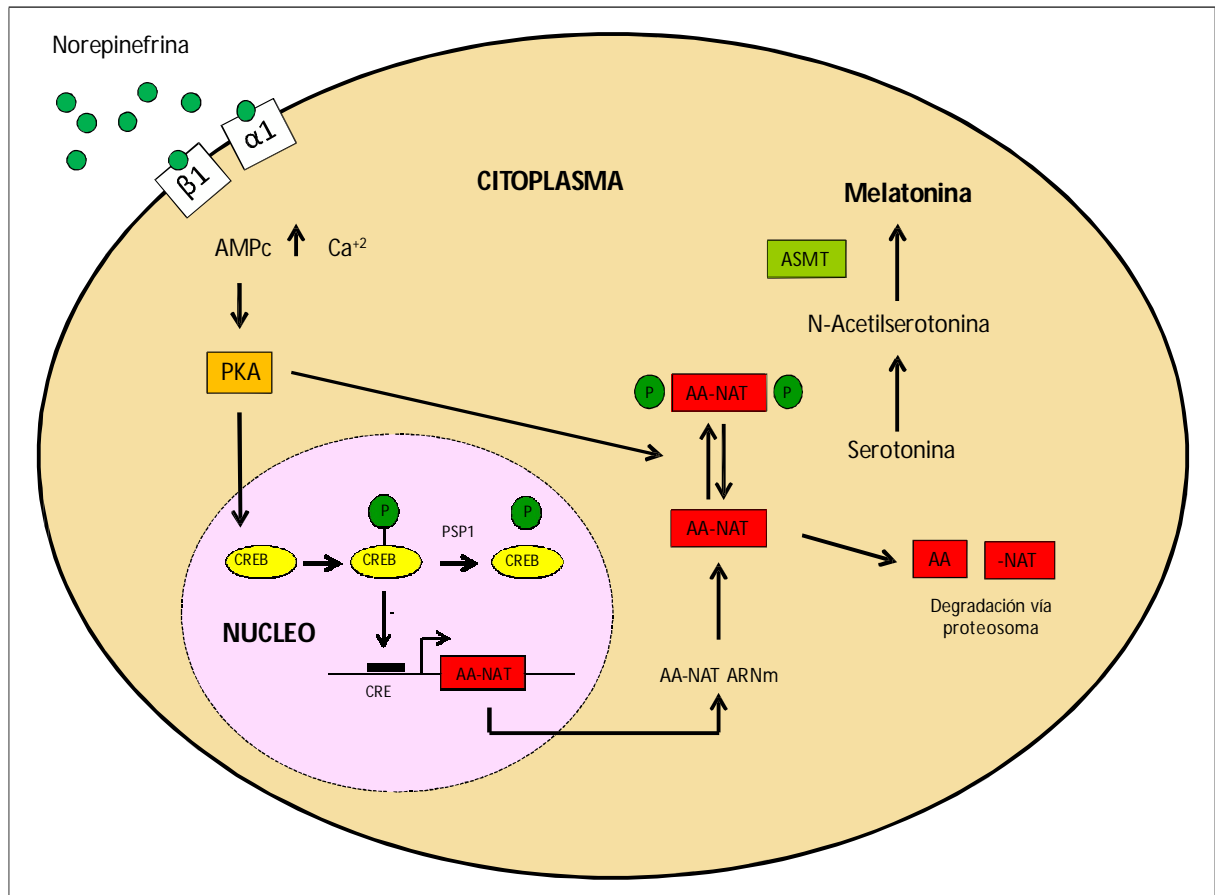 Norepinefrina
α1
β1
CITOPLASMA
Melatonina
AMPc
Ca+2
ASMT
N-Acetilserotonina
PKA
P
AA-NAT
P
Serotonina
P
P
PSP1
AA-NAT
CREB
CREB
CREB
AA
-NAT
Degradación vía
proteosoma
NUCLEO
-
AA-NAT
CRE
AA-NAT ARNm